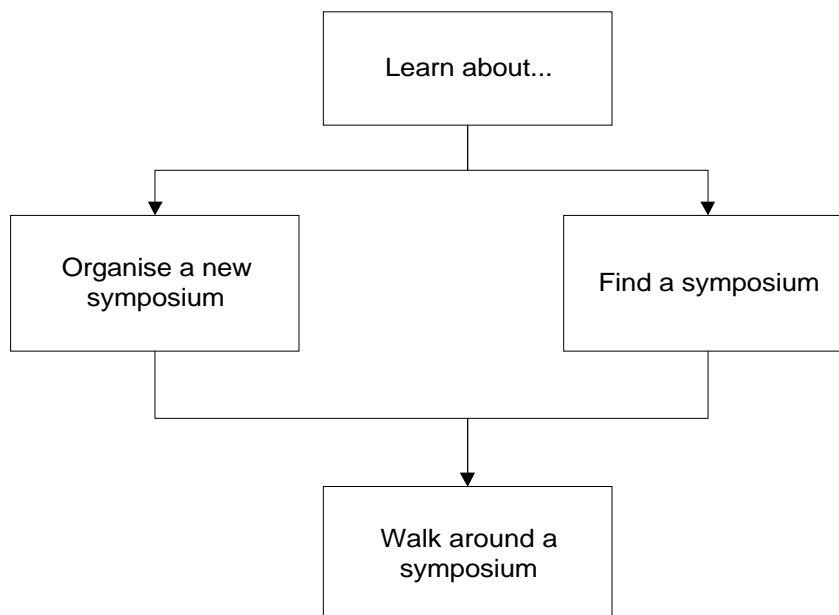 Learn about...
Organise a new
symposium
Find a symposium
Walk around a
symposium